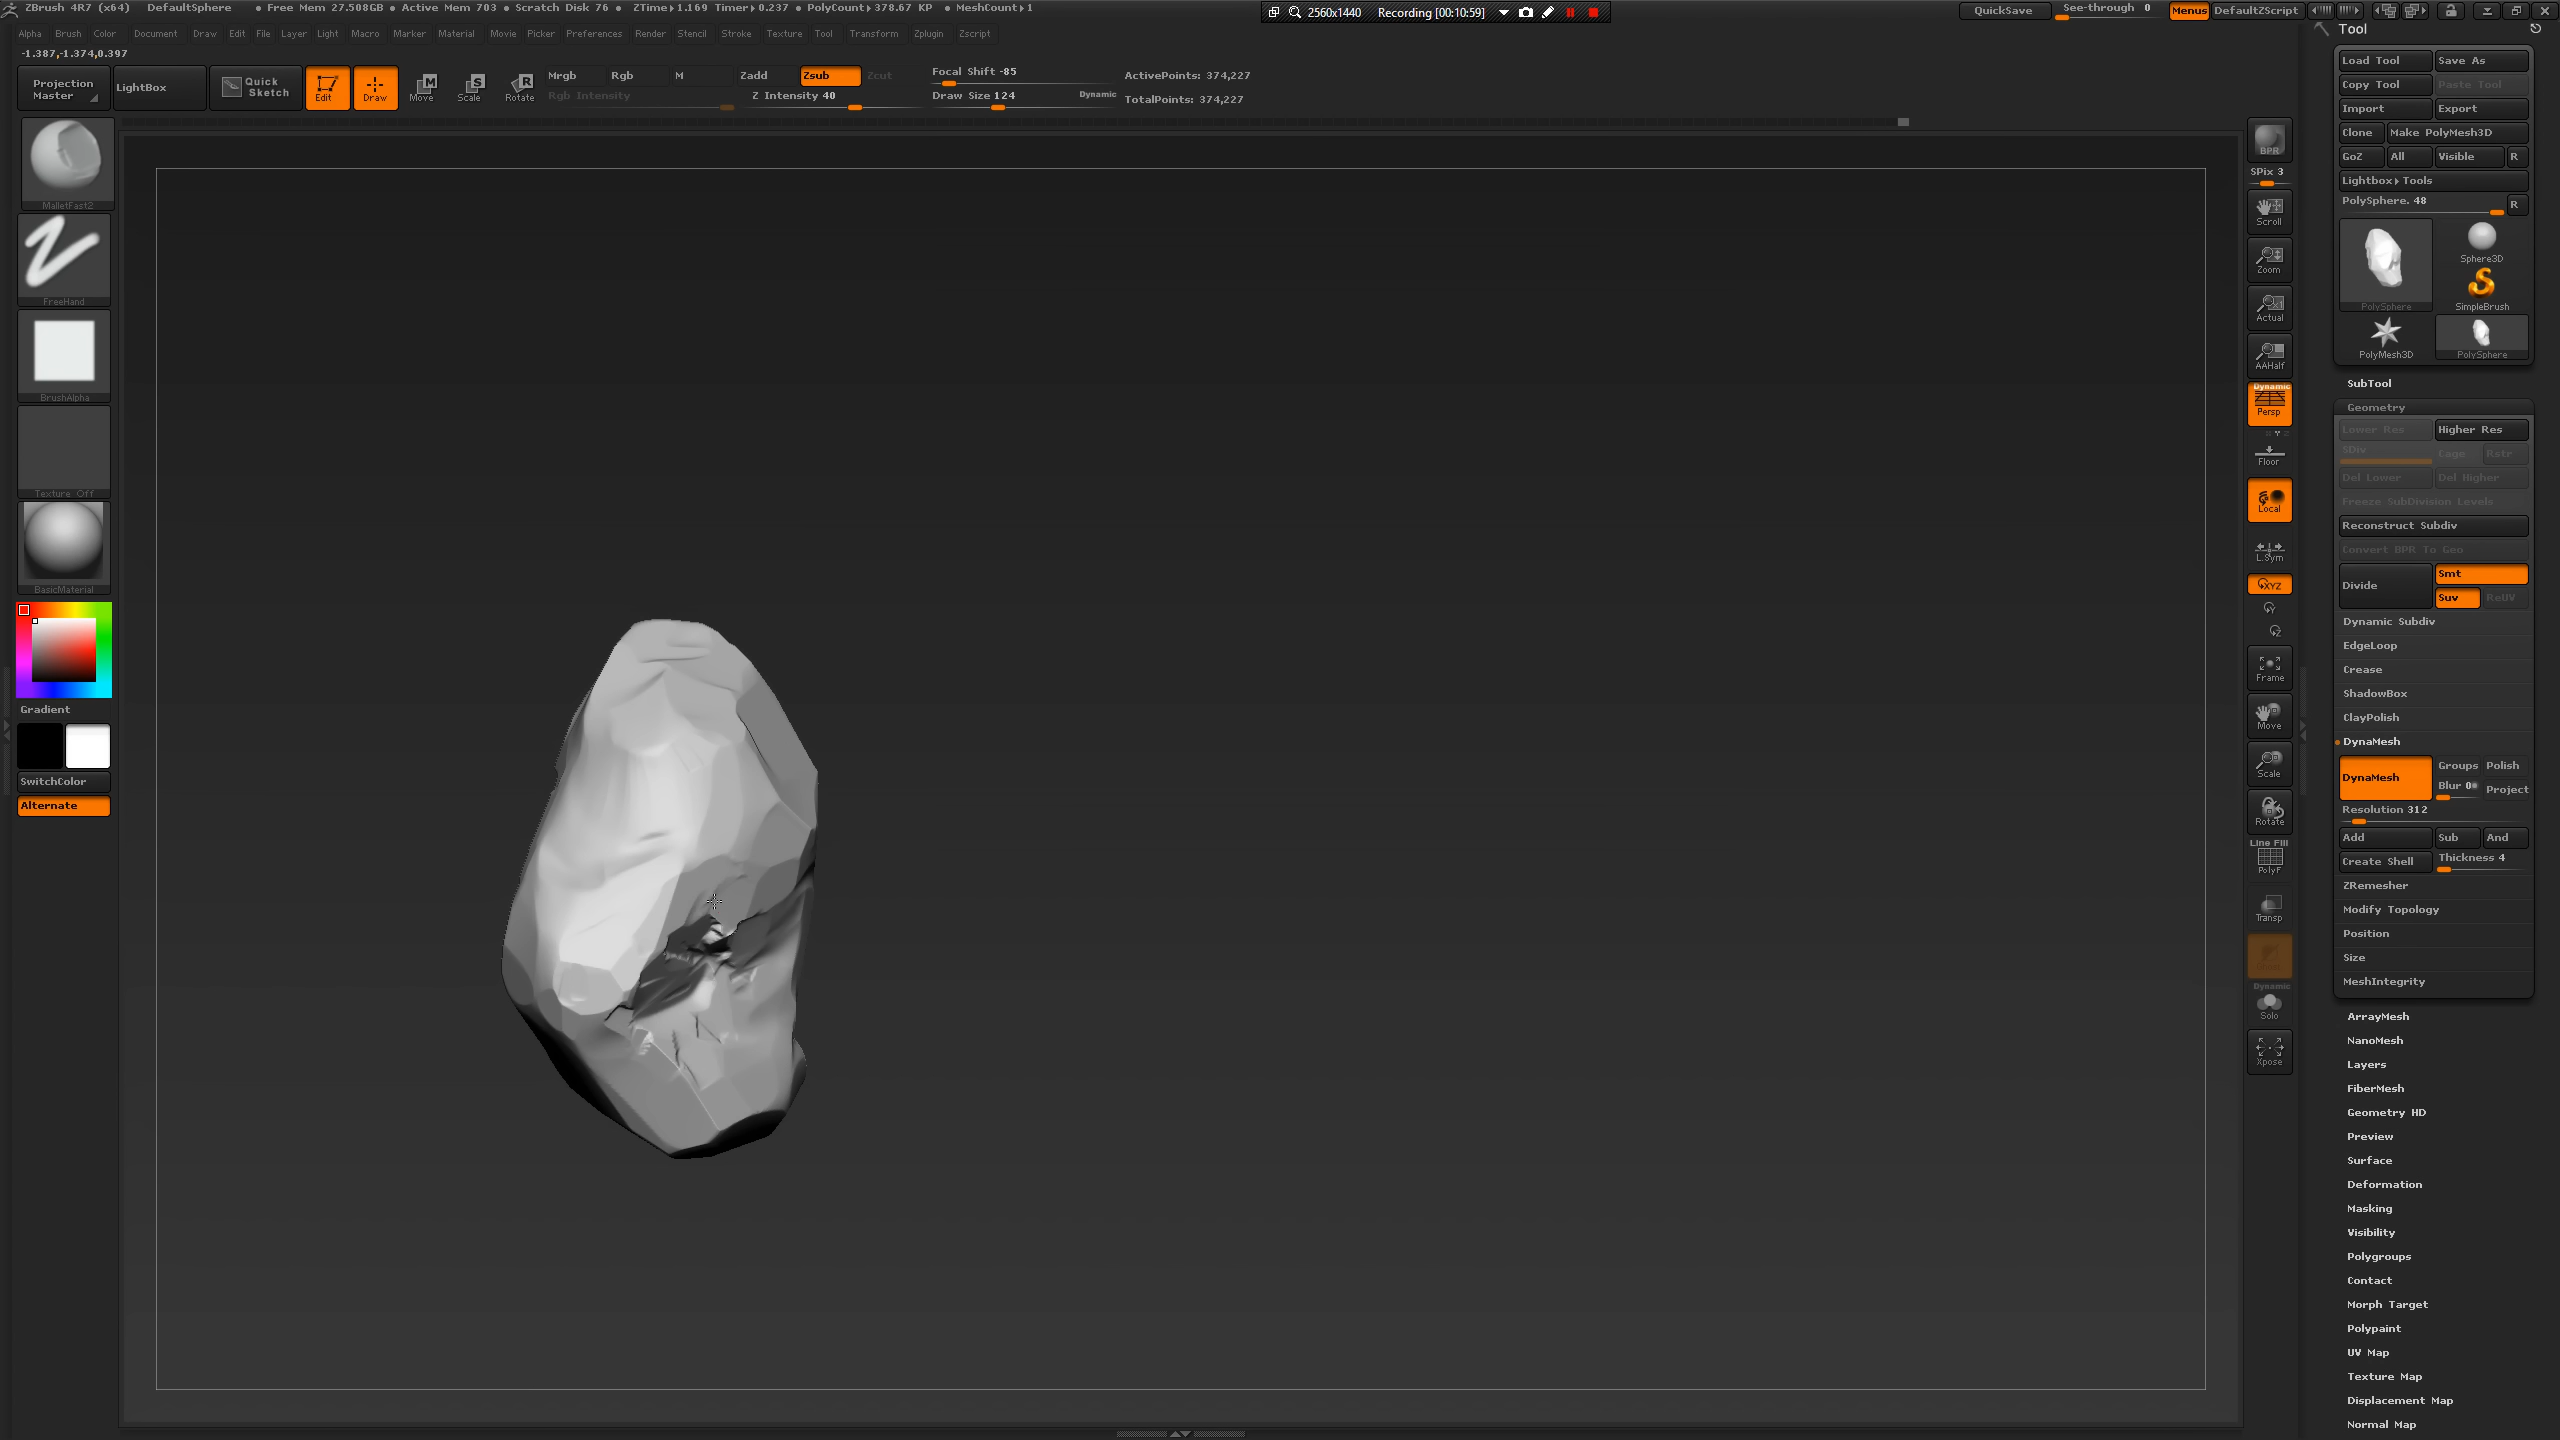 ZBrush 4R7 (x64) DefaultSphere • Free Mem 27.508GB • Active Mem 703 • Scratch Disk 76 • ZTime▸1.169 Timer▸0.237 • PolyCount▸378.67 KP • MeshCount▸1
2560x1440 Recording [00:10:59]
QuickSave See-through 0 Menus DefaultZScript
Alpha Brush Color Document Draw Edit File Layer Light Macro Marker Material Movie Picker Preferences Render Stencil Stroke Texture Tool Transform Zplugin Zscript
-1.387,-1.374,0.397
Projection Master
LightBox
Quick Sketch
Edit
Draw
Move
Scale
Rotate
Mrgb Rgb M
Rgb Intensity
Zadd Zsub Zcut
Z Intensity 40
Focal Shift -85
Draw Size 124 Dynamic
ActivePoints: 374,227
TotalPoints: 374,227
MalletFast2
FreeHand
BrushAlpha
Texture Off
BasicMaterial
Gradient
SwitchColor
Alternate
BPR
SPix 3
Scroll
Zoom
Actual
AAHalf
Dynamic
Persp
Floor
Local
L.Sym
XYZ
Frame
Move
Scale
Rotate
Line Fill
PolyF
Transp
Dynamic
Solo
Xpose
Tool
Load Tool Save As
Copy Tool Paste Tool
Import Export
Clone Make PolyMesh3D
GoZ All Visible R
Lightbox▸Tools
PolySphere. 48 R
PolySphere
Sphere3D
SimpleBrush
PolyMesh3D
PolySphere
SubTool
Geometry
Lower Res Higher Res
SDiv Cage Rstr
Del Lower Del Higher
Freeze SubDivision Levels
Reconstruct Subdiv
Convert BPR To Geo
Divide Smt
Suv ReUV
Dynamic Subdiv
EdgeLoop
Crease
ShadowBox
ClayPolish
DynaMesh
DynaMesh Groups Polish
Blur 0 Project
Resolution 312
Add Sub And
Create Shell Thickness 4
ZRemesher
Modify Topology
Position
Size
MeshIntegrity
ArrayMesh
NanoMesh
Layers
FiberMesh
Geometry HD
Preview
Surface
Deformation
Masking
Visibility
Polygroups
Contact
Morph Target
Polypaint
UV Map
Texture Map
Displacement Map
Normal Map